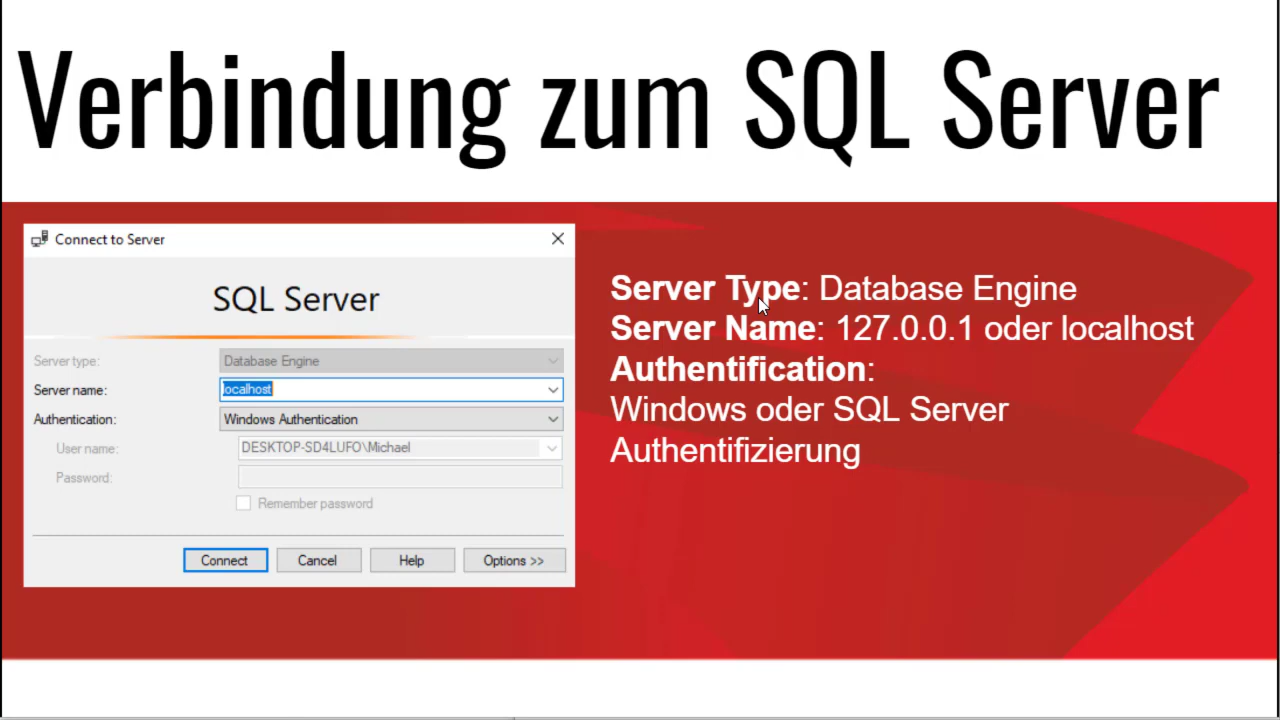 Verbindung zum SQL Server
Connect to Server
SQL Server
Server type:
Database Engine
Server name:
localhost
Authentication:
Windows Authentication
User name:
DESKTOP-SD4LUFO\Michael
Password:
Remember password
Connect
Cancel
Help
Options >>
Server Type: Database Engine
Server Name: 127.0.0.1 oder localhost
Authentification:
Windows oder SQL Server
Authentifizierung